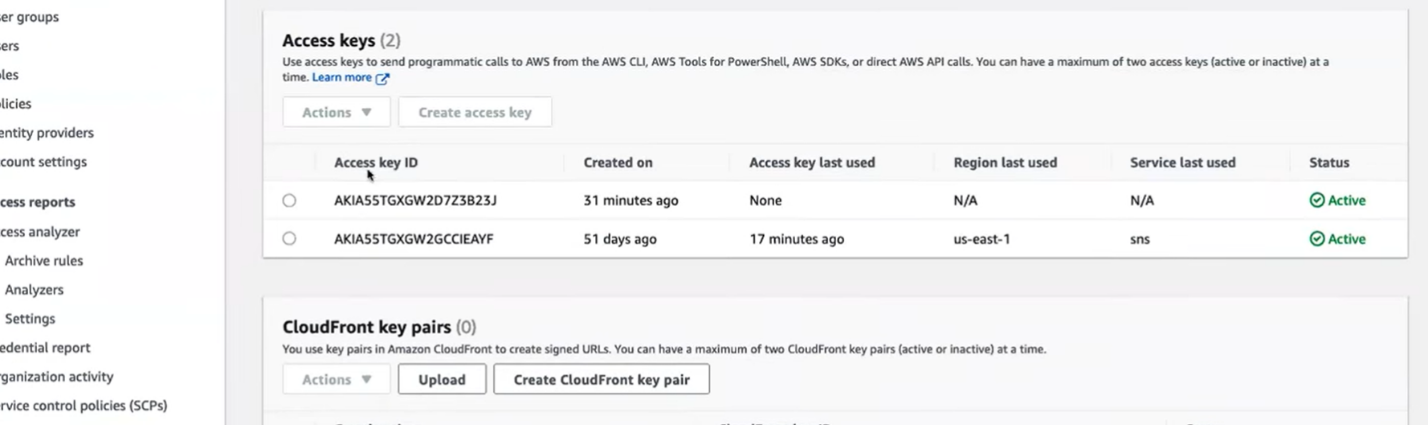 er groups
ers
les
licies
entity providers
count settings
cess reports
cess analyzer
Archive rules
Analyzers
Settings
edential report
ganization activity
rvice control policies (SCPs)
Access keys (2)
Use access keys to send programmatic calls to AWS from the AWS CLI, AWS Tools for PowerShell, AWS SDKs, or direct AWS API calls. You can have a maximum of two access keys (active or inactive) at a
time. Learn more
Actions Create access key
Access key ID Created on Access key last used Region last used Service last used Status
AKIA55TGXGW2D7Z3B23J 31 minutes ago None N/A N/A Active
AKIA55TGXGW2GCCIEAYF 51 days ago 17 minutes ago us-east-1 sns Active
CloudFront key pairs (0)
You use key pairs in Amazon CloudFront to create signed URLs. You can have a maximum of two CloudFront key pairs (active or inactive) at a time.
Actions Upload Create CloudFront key pair